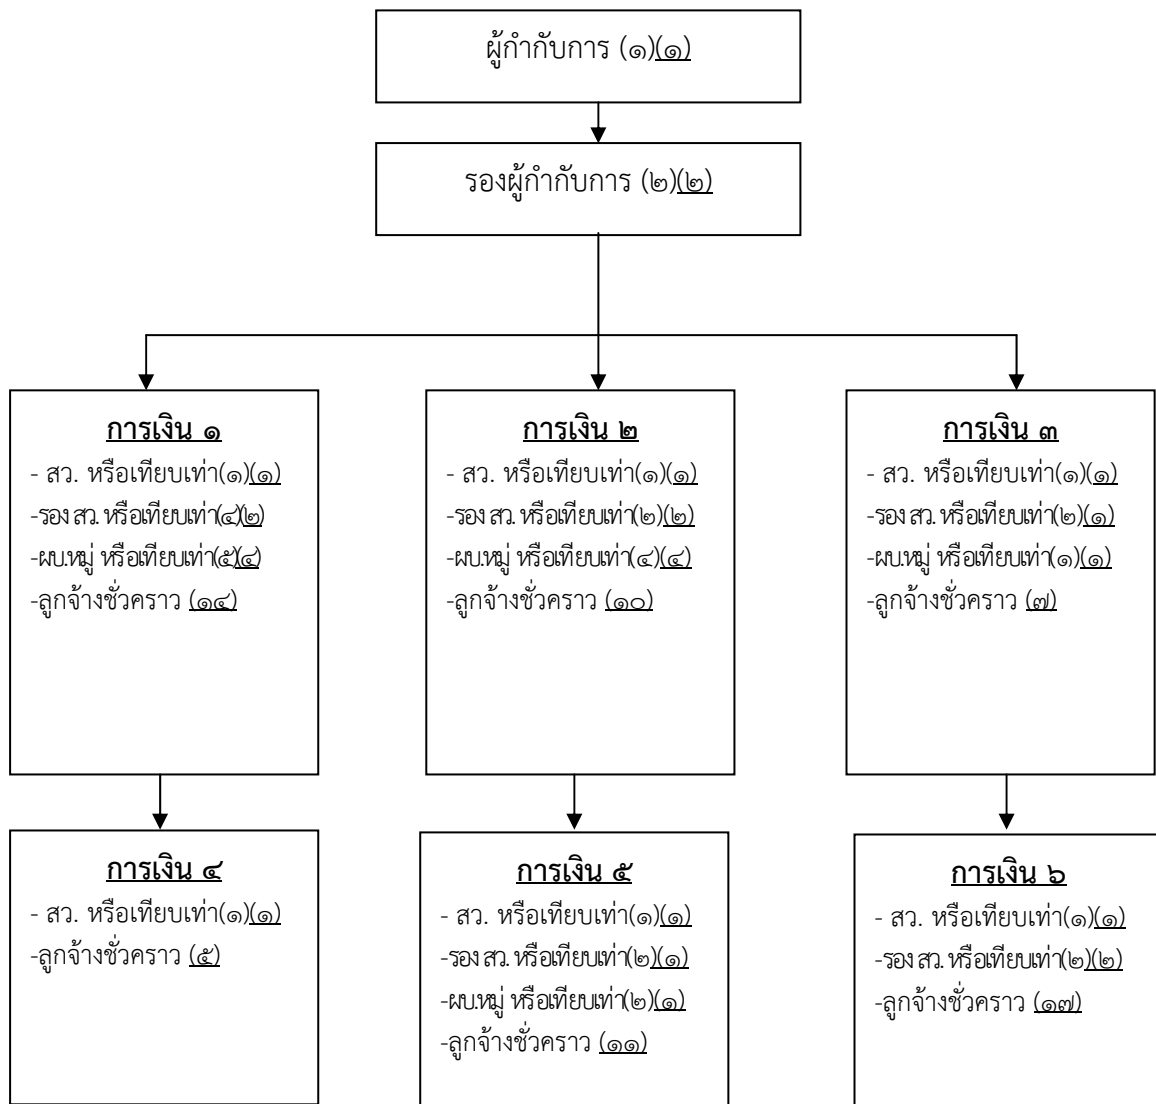 ผู้กำกับการ (๑)(๑)
รองผู้กำกับการ (๒)(๒)
การเงิน ๑
- สว. หรือเทียบเท่า(๑)(๑)
-รอง สว. หรือเทียบเท่า(๔)(๒)
-ผบ.หมู่ หรือเทียบเท่า(๕)(๔)
-ลูกจ้างชั่วคราว (๑๔)
การเงิน ๒
- สว. หรือเทียบเท่า(๑)(๑)
-รอง สว. หรือเทียบเท่า(๒)(๒)
-ผบ.หมู่ หรือเทียบเท่า(๔)(๔)
-ลูกจ้างชั่วคราว (๑๐)
การเงิน ๓
- สว. หรือเทียบเท่า(๑)(๑)
-รอง สว. หรือเทียบเท่า(๒)(๑)
-ผบ.หมู่ หรือเทียบเท่า(๑)(๑)
-ลูกจ้างชั่วคราว (๗)
การเงิน ๔
- สว. หรือเทียบเท่า(๑)(๑)
-ลูกจ้างชั่วคราว (๕)
การเงิน ๕
- สว. หรือเทียบเท่า(๑)(๑)
-รอง สว. หรือเทียบเท่า(๒)(๑)
-ผบ.หมู่ หรือเทียบเท่า(๒)(๑)
-ลูกจ้างชั่วคราว (๑๑)
การเงิน ๖
- สว. หรือเทียบเท่า(๑)(๑)
-รอง สว. หรือเทียบเท่า(๒)(๒)
-ลูกจ้างชั่วคราว (๑๗)